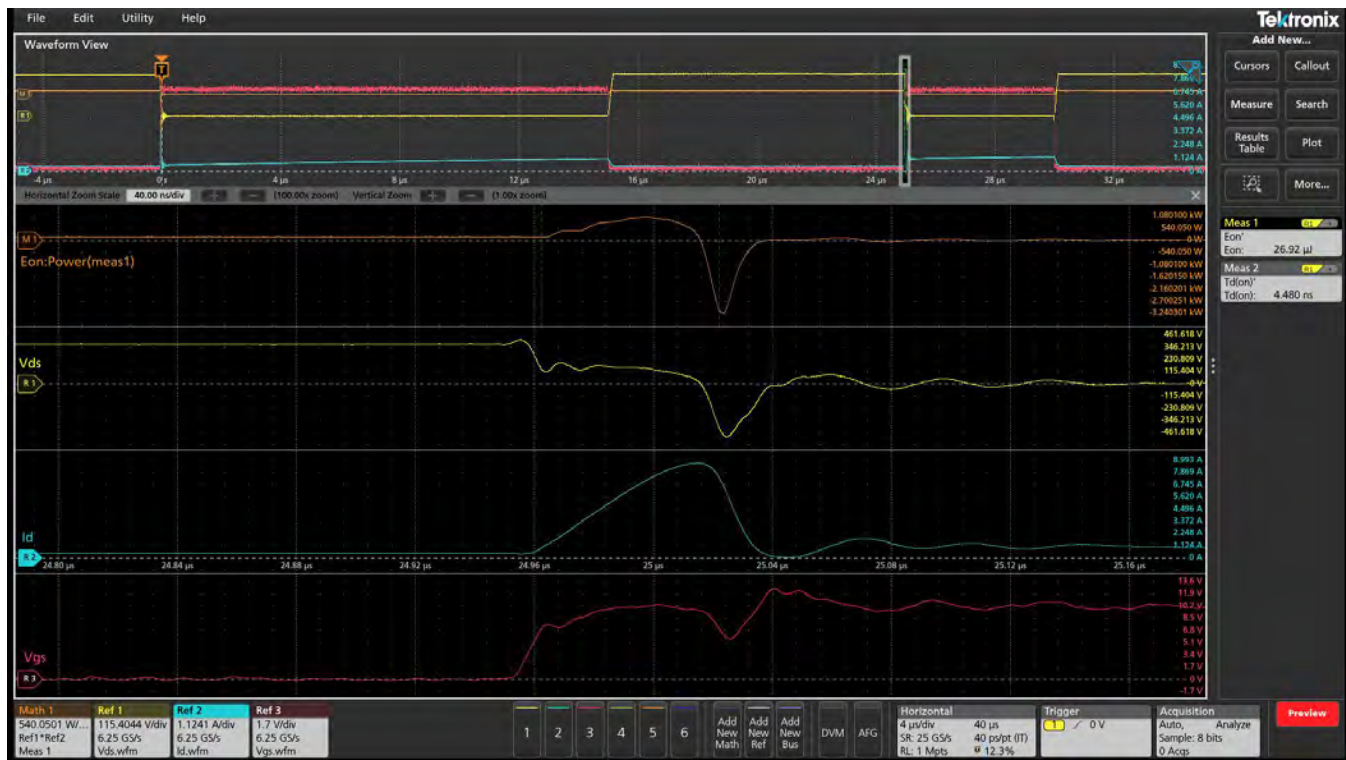 File Edit Utility Help
Tektronix
Waveform View
Add New...
Cursors Callout
Measure Search
Results Table Plot
More...
T
M 1
R1
R2
6.745 A
5.620 A
4.496 A
3.372 A
2.248 A
1.124 A
-4 µs 0 s 4 µs 8 µs 12 µs 16 µs 20 µs 24 µs 28 µs 32 µs
Horizontal Zoom Scale 40.00 ns/div + − (100.00x zoom) Vertical Zoom + − (1.00x zoom)
M 1
Eon:Power(meas1)
1.080100 kW
540.050 W
0 W
-540.050 W
-1.080100 kW
-1.620150 kW
-2.160201 kW
-2.700251 kW
-3.240301 kW
Meas 1
Eon'
Eon: 26.92 µJ
Meas 2
Td(on)'
Td(on): 4.480 ns
Vds
R 1
461.618 V
346.213 V
230.809 V
115.404 V
-0 V
-115.404 V
-230.809 V
-346.213 V
-461.618 V
Id
R 2
8.993 A
7.869 A
6.745 A
5.620 A
4.496 A
3.372 A
2.248 A
1.124 A
0 A
24.80 µs 24.84 µs 24.88 µs 24.92 µs 24.96 µs 25 µs 25.04 µs 25.08 µs 25.12 µs 25.16 µs
Vgs
R 3
13.6 V
11.9 V
10.2 V
8.5 V
6.8 V
5.1 V
3.4 V
1.7 V
0 V
-1.7 V
Math 1
540.0501 W/...
Ref1*Ref2
Meas 1
Ref 1
115.4044 V/div
6.25 GS/s
Vds.wfm
Ref 2
1.1241 A/div
6.25 GS/s
Id.wfm
Ref 3
1.7 V/div
6.25 GS/s
Vgs.wfm
1 2 3 4 5 6
Add New Math
Add New Ref
Add New Bus
DVM AFG
Horizontal
4 µs/div 40 µs
SR: 25 GS/s 40 ps/pt (IT)
RL: 1 Mpts 12.3%
Trigger
1 0 V
Acquisition
Auto, Analyze
Sample: 8 bits
0 Acqs
Preview